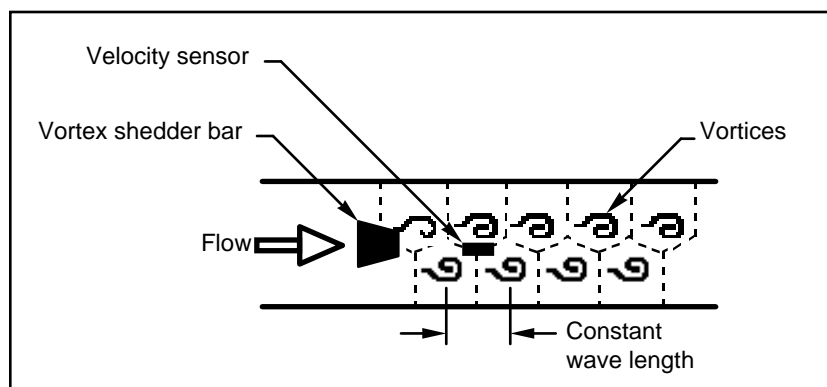 Velocity sensor
Vortex shedder bar
Vortices
Flow
Constant
wave length